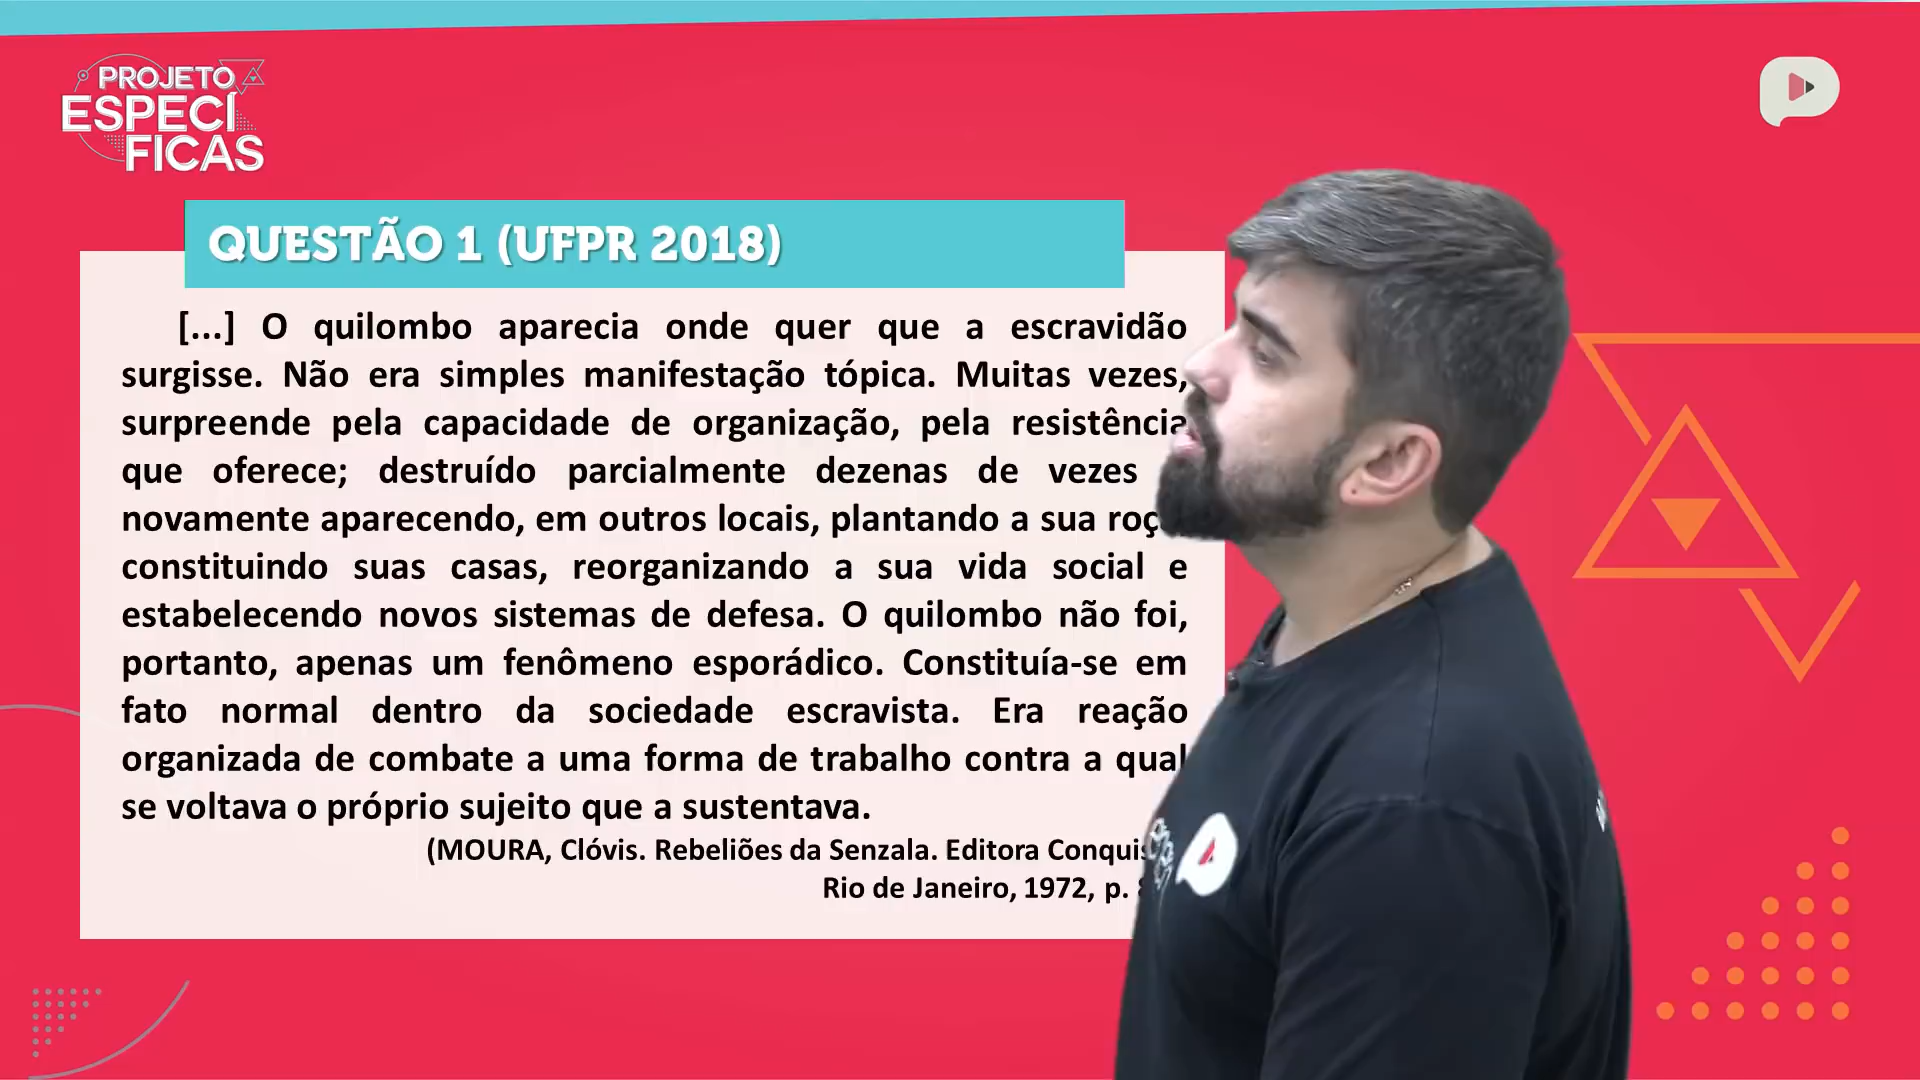 PROJETO
ESPECÍ
FICAS
QUESTÃO 1 (UFPR 2018)
[...] O quilombo aparecia onde quer que a escravidão
surgisse. Não era simples manifestação tópica. Muitas vezes,
surpreende pela capacidade de organização, pela resistência
que oferece; destruído parcialmente dezenas de vezes
novamente aparecendo, em outros locais, plantando a sua
constituindo suas casas, reorganizando a sua vida social e
estabelecendo novos sistemas de defesa. O quilombo não foi,
portanto, apenas um fenômeno esporádico. Constituía-se em
fato normal dentro da sociedade escravista. Era reação
organizada de combate a uma forma de trabalho contra a qual
se voltava o próprio sujeito que a sustentava.
(MOURA, Clóvis. Rebeliões da Senzala. Editora
Rio de Janeiro, 1972, p.